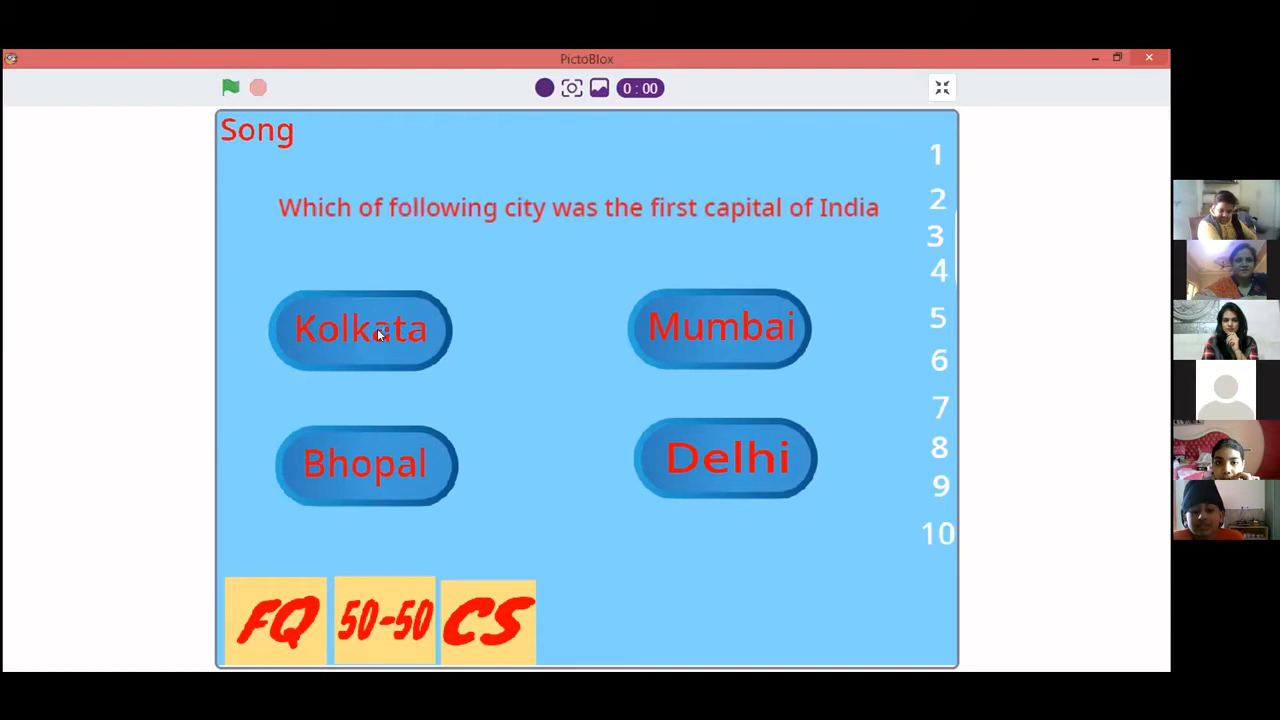 PictoBlox
0 : 00
Song
Which of following city was the first capital of India
Kolkata
Mumbai
Bhopal
Delhi
1
2
3
4
5
6
7
8
9
10
FQ
50-50
CS